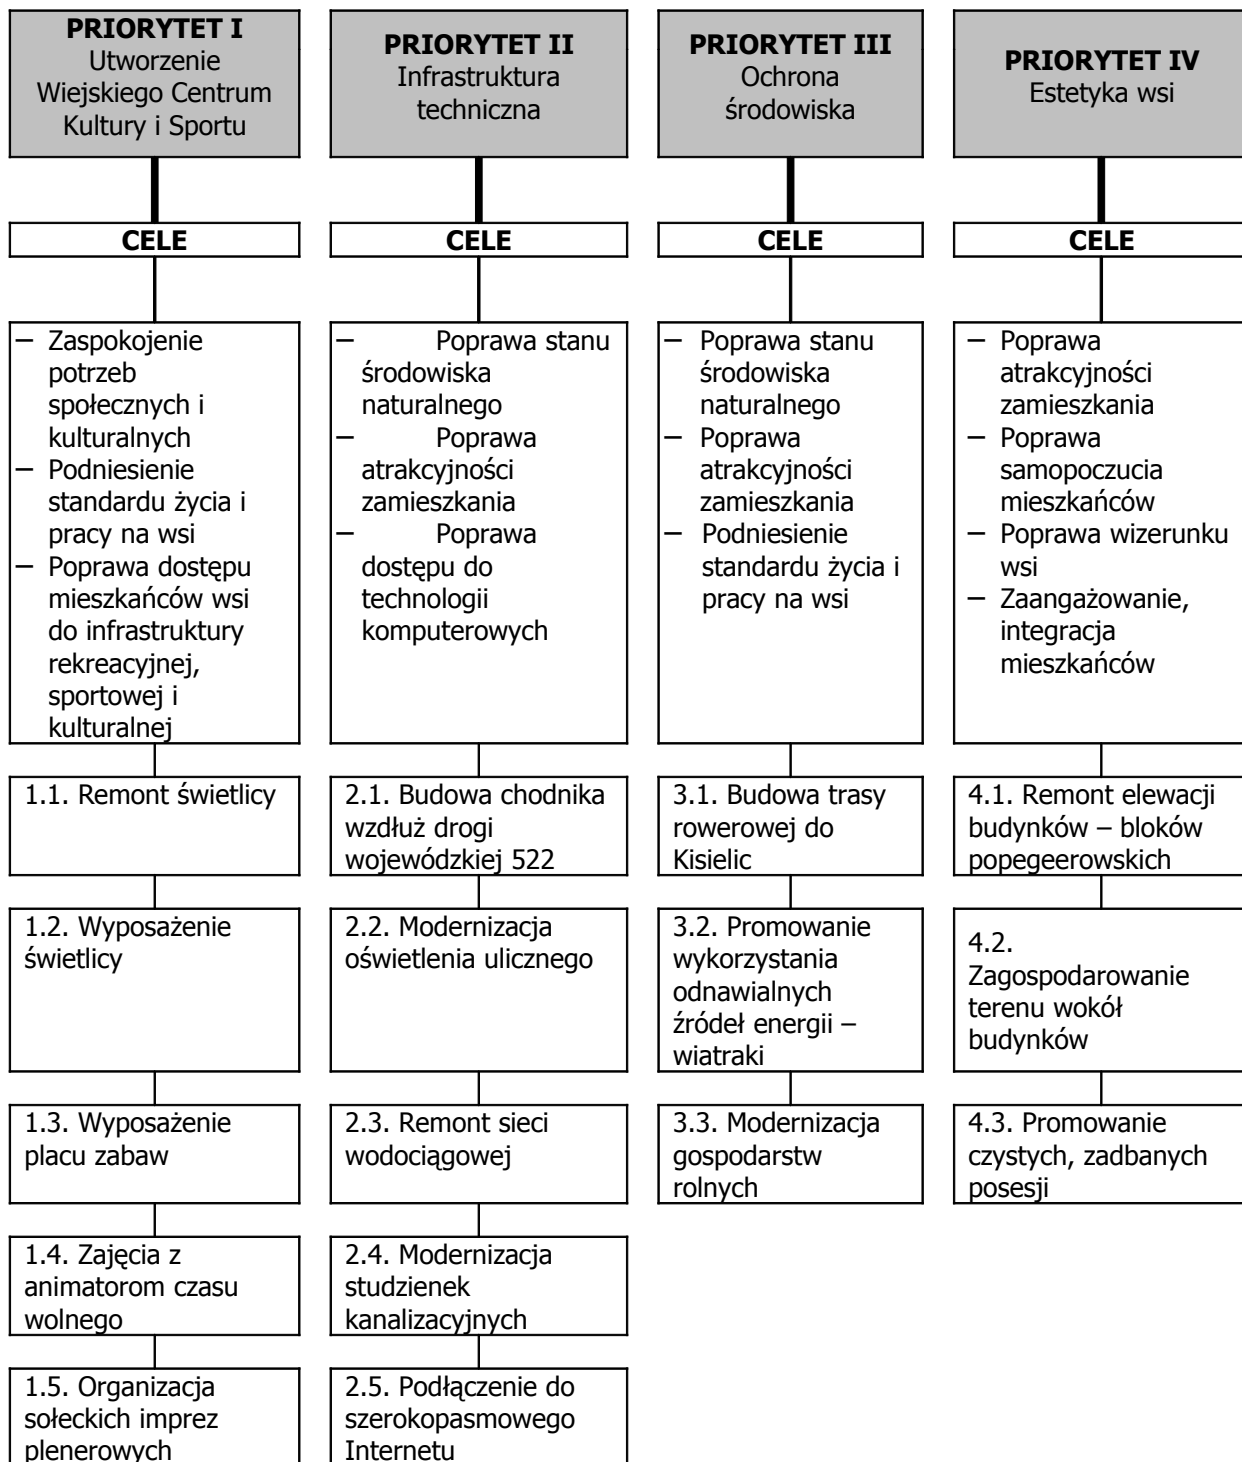 PRIORYTET I
Utworzenie
Wiejskiego Centrum
Kultury i Sportu
PRIORYTET II
Infrastruktura
techniczna
PRIORYTET III
Ochrona
środowiska
PRIORYTET IV
Estetyka wsi
CELE
CELE
CELE
CELE
– Zaspokojenie
potrzeb
społecznych i
kulturalnych
– Podniesienie
standardu życia i
pracy na wsi
– Poprawa dostępu
mieszkańców wsi
do infrastruktury
rekreacyjnej,
sportowej i
kulturalnej
– Poprawa stanu
środowiska
naturalnego
– Poprawa
atrakcyjności
zamieszkania
– Poprawa
dostępu do
technologii
komputerowych
– Poprawa stanu
środowiska
naturalnego
– Poprawa
atrakcyjności
zamieszkania
– Podniesienie
standardu życia i
pracy na wsi
– Poprawa
atrakcyjności
zamieszkania
– Poprawa
samopoczucia
mieszkańców
– Poprawa wizerunku
wsi
– Zaangażowanie,
integracja
mieszkańców
1.1. Remont świetlicy
2.1. Budowa chodnika
wzdłuż drogi
wojewódzkiej 522
3.1. Budowa trasy
rowerowej do
Kisielic
4.1. Remont elewacji
budynków – bloków
popegeerowskich
1.2. Wyposażenie
świetlicy
2.2. Modernizacja
oświetlenia ulicznego
3.2. Promowanie
wykorzystania
odnawialnych
źródeł energii –
wiatraki
4.2.
Zagospodarowanie
terenu wokół
budynków
1.3. Wyposażenie
placu zabaw
2.3. Remont sieci
wodociągowej
3.3. Modernizacja
gospodarstw
rolnych
4.3. Promowanie
czystych, zadbanych
posesji
1.4. Zajęcia z
animatorom czasu
wolnego
2.4. Modernizacja
studzienek
kanalizacyjnych
1.5. Organizacja
sołeckich imprez
plenerowych
2.5. Podłączenie do
szerokopasmowego
Internetu